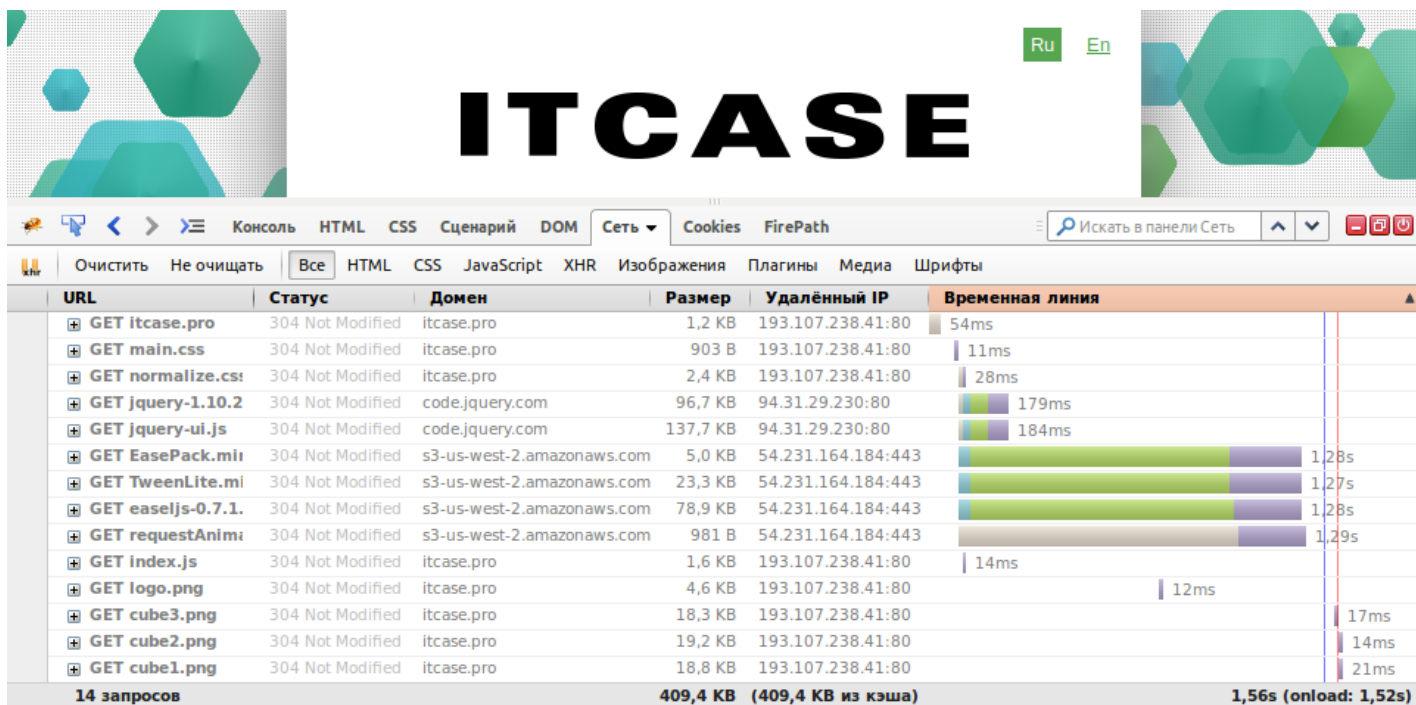 Ru En
ITCASE
Консоль HTML CSS Сценарий DOM Сеть Cookies FirePath Искать в панели Сеть
xhr Очистить Не очищать Все HTML CSS JavaScript XHR Изображения Плагины Медиа Шрифты
URL Статус Домен Размер Удалённый IP Временная линия
GET itcase.pro 304 Not Modified itcase.pro 1,2 KB 193.107.238.41:80 54ms
GET main.css 304 Not Modified itcase.pro 903 B 193.107.238.41:80 11ms
GET normalize.css 304 Not Modified itcase.pro 2,4 KB 193.107.238.41:80 28ms
GET jquery-1.10.2 304 Not Modified code.jquery.com 96,7 KB 94.31.29.230:80 179ms
GET jquery-ui.js 304 Not Modified code.jquery.com 137,7 KB 94.31.29.230:80 184ms
GET EasePack.min 304 Not Modified s3-us-west-2.amazonaws.com 5,0 KB 54.231.164.184:443 1,28s
GET TweenLite.mi 304 Not Modified s3-us-west-2.amazonaws.com 23,3 KB 54.231.164.184:443 1,27s
GET easeljs-0.7.1. 304 Not Modified s3-us-west-2.amazonaws.com 78,9 KB 54.231.164.184:443 1,28s
GET requestAnima 304 Not Modified s3-us-west-2.amazonaws.com 981 B 54.231.164.184:443 1,29s
GET index.js 304 Not Modified itcase.pro 1,6 KB 193.107.238.41:80 14ms
GET logo.png 304 Not Modified itcase.pro 4,6 KB 193.107.238.41:80 12ms
GET cube3.png 304 Not Modified itcase.pro 18,3 KB 193.107.238.41:80 17ms
GET cube2.png 304 Not Modified itcase.pro 19,2 KB 193.107.238.41:80 14ms
GET cube1.png 304 Not Modified itcase.pro 18,8 KB 193.107.238.41:80 21ms
14 запросов 409,4 KB (409,4 KB из кэша) 1,56s (onload: 1,52s)